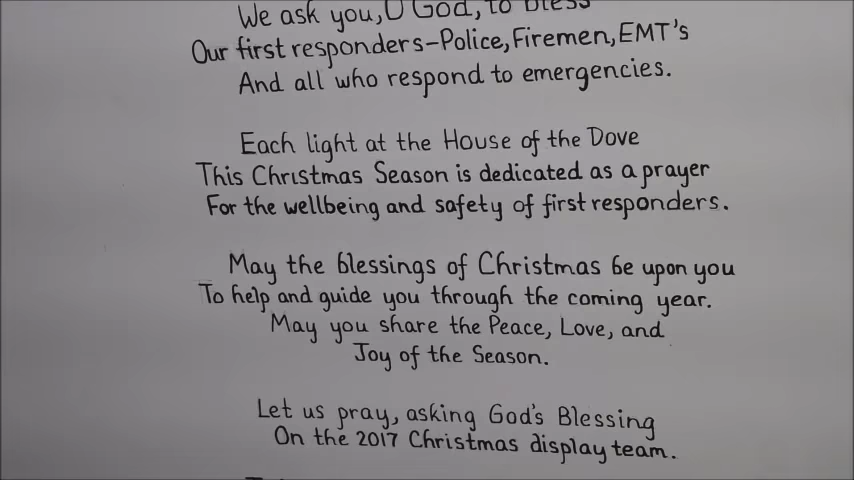 We ask you, O God, to bless
Our first responders-Police, Firemen, EMT's
And all who respond to emergencies.
Each light at the House of the Dove
This Christmas Season is dedicated as a prayer
For the wellbeing and safety of first responders.
May the blessings of Christmas be upon you
To help and guide you through the coming year.
May you share the Peace, Love, and
Joy of the Season.
Let us pray, asking God's Blessing
On the 2017 Christmas display team.